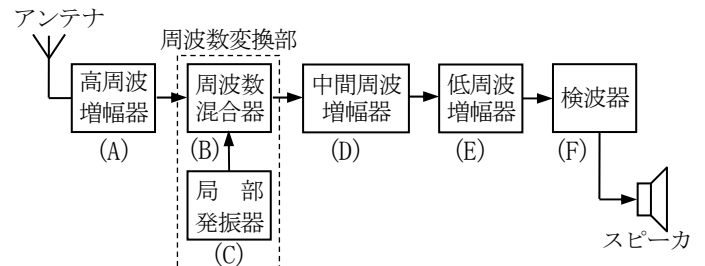 アンテナ
周波数変換部
高周波
増幅器
(A)
周波数
混合器
(B)
中間周波
増幅器
(D)
低周波
増幅器
(E)
検波器
(F)
局 部
発振器
(C)
スピーカ